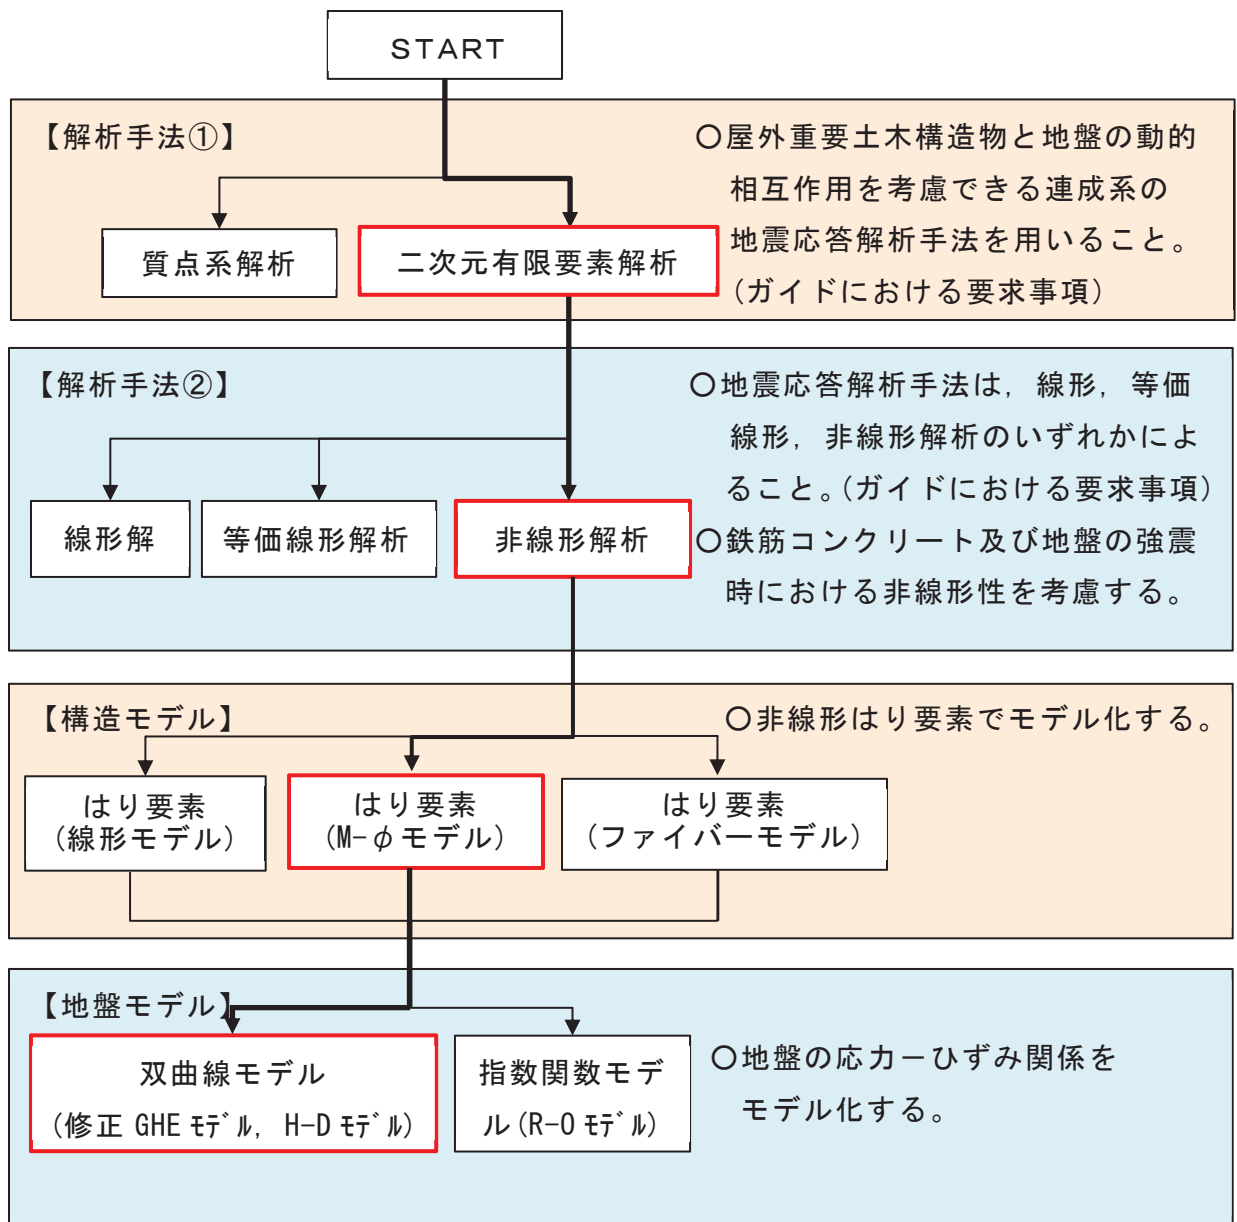 START
【解析手法①】
〇屋外重要土木構造物と地盤の動的
相互作用を考慮できる連成系の
地震応答解析手法を用いること。
(ガイドにおける要求事項)
質点系解析
二次元有限要素解析
【解析手法②】
〇地震応答解析手法は,線形,等価
線形,非線形解析のいずれかによ
ること。(ガイドにおける要求事項)
〇鉄筋コンクリート及び地盤の強震
時における非線形性を考慮する。
線形解
等価線形解析
非線形解析
【構造モデル】
〇非線形はり要素でモデル化する。
はり要素
(線形モデル)
はり要素
(M-φモデル)
はり要素
(ファイバーモデル)
【地盤モデル】
双曲線モデル
(修正 GHE ﾓﾃﾞﾙ, H-D ﾓﾃﾞﾙ)
指数関数モデ
ル(R-O ﾓﾃﾞﾙ)
〇地盤の応力-ひずみ関係を
モデル化する。